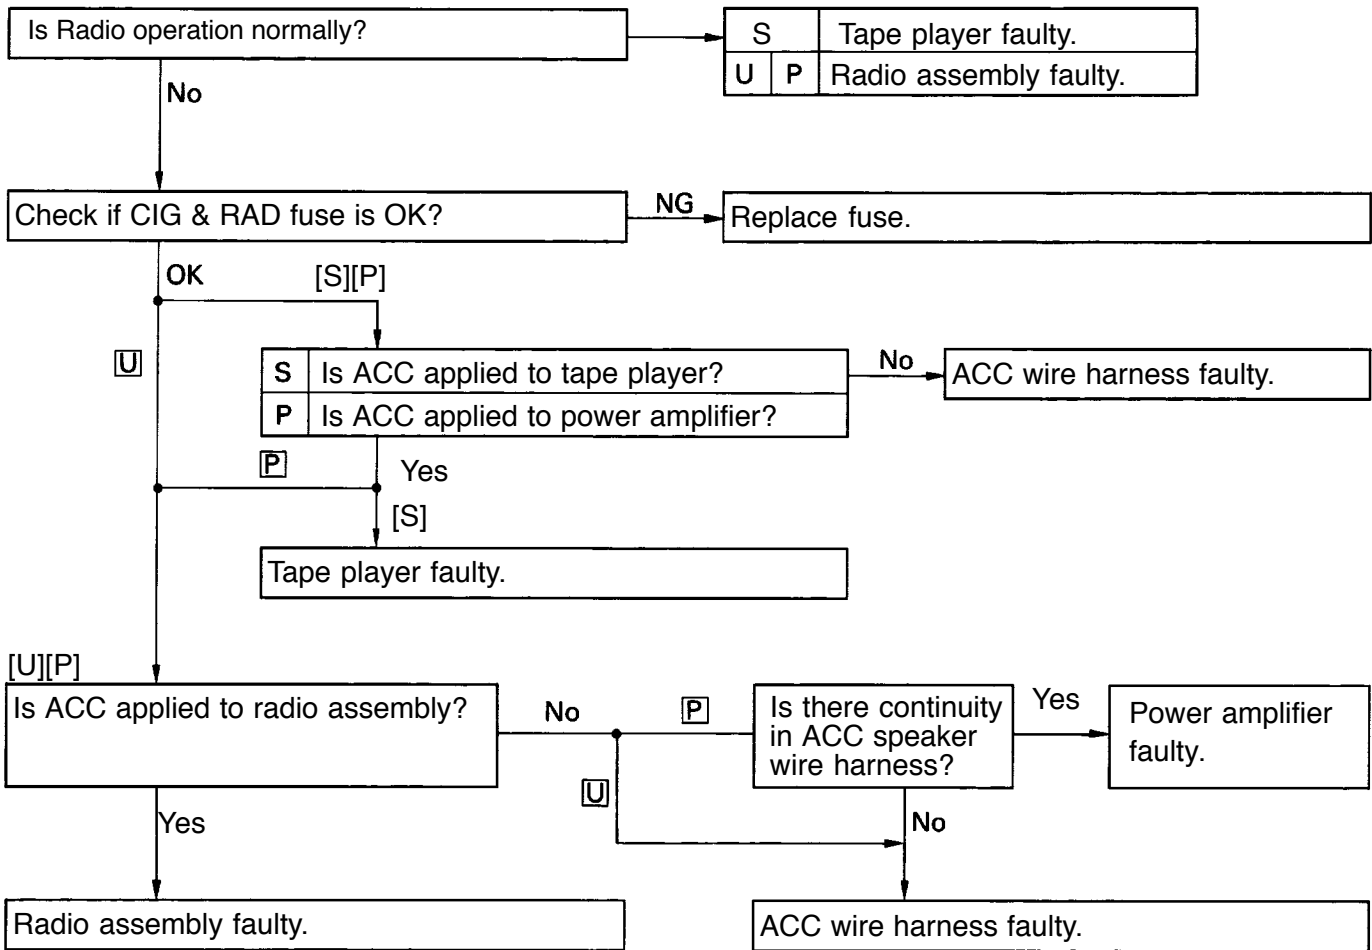 Is Radio operation normally?
S Tape player faulty.
U P Radio assembly faulty.
No
Check if CIG & RAD fuse is OK?
NG
Replace fuse.
OK
[S][P]
U
S Is ACC applied to tape player?
P Is ACC applied to power amplifier?
No
ACC wire harness faulty.
P
Yes
[S]
Tape player faulty.
[U][P]
Is ACC applied to radio assembly?
No
P
Is there continuity
in ACC speaker
wire harness?
Yes
Power amplifier
faulty.
U
Yes
No
Radio assembly faulty.
ACC wire harness faulty.